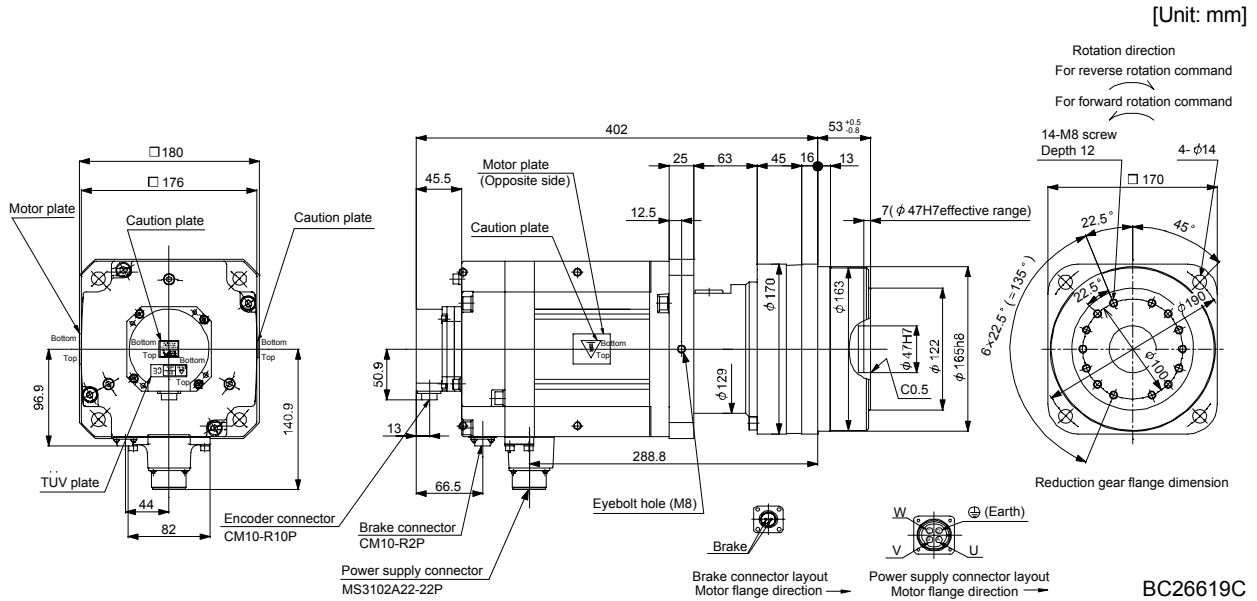 [Unit: mm]
Rotation direction
For reverse rotation command
For forward rotation command
14-M8 screw
Depth 12
4- ϕ14
□ 170
22.5°
45°
22.5°
6×22.5° (=135°)
ϕ190
ϕ100
Reduction gear flange dimension
□ 180
□ 176
Motor plate
Caution plate
Caution plate
Bottom
Top
Bottom
Top
Bottom
Top
Bottom
Top
96.9
140.9
TÜV plate
44
82
402
53 +0.5
-0.8
45.5
Motor plate
(Opposite side)
25
63
45
16
13
12.5
Caution plate
7( ϕ 47H7effective range)
Bottom
Top
50.9
ϕ129
ϕ170
ϕ163
ϕ47H7
ϕ122
ϕ165h8
C0.5
13
288.8
66.5
Encoder connector
CM10-R10P
Brake connector
CM10-R2P
Power supply connector
MS3102A22-22P
Eyebolt hole (M8)
Brake
Brake connector layout
Motor flange direction
W
(Earth)
V
U
Power supply connector layout
Motor flange direction
BC26619C